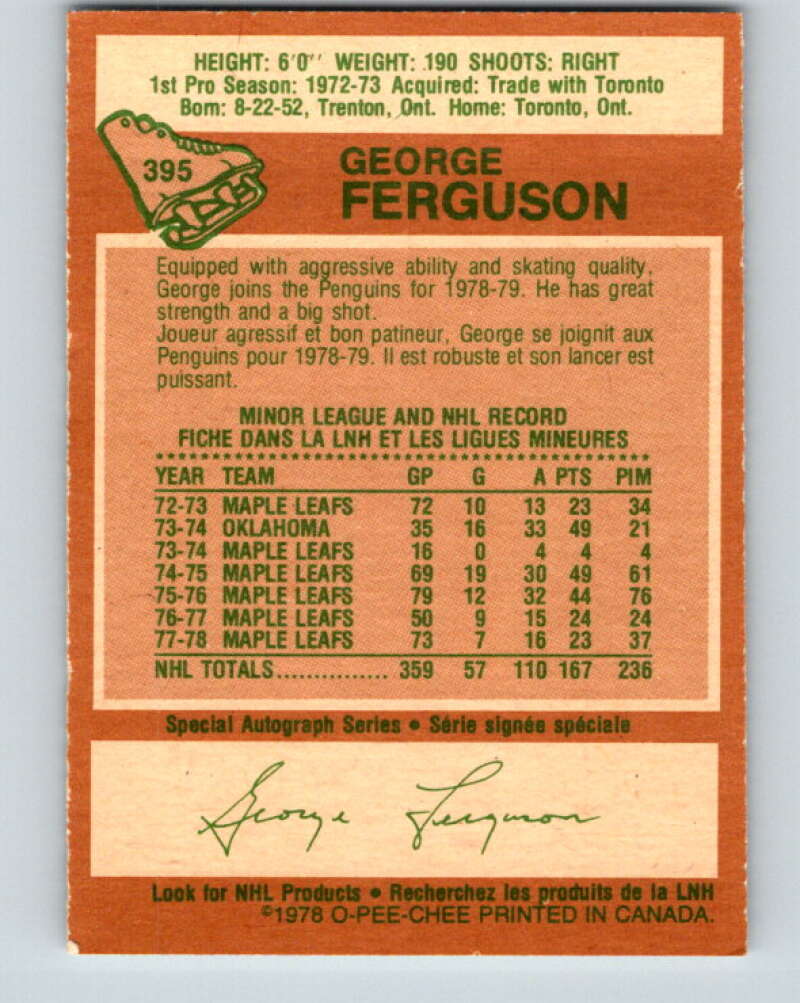 HEIGHT: 6'0'' WEIGHT: 190 SHOOTS: RIGHT
1st Pro Season: 1972-73 Acquired: Trade with Toronto
Born: 8-22-52, Trenton, Ont. Home: Toronto, Ont.
395
GEORGE
FERGUSON
Equipped with aggressive ability and skating quality,
George joins the Penguins for 1978-79. He has great
strength and a big shot.
Joueur agressif et bon patineur, George se joignit aux
Penguins pour 1978-79. Il est robuste et son lancer est
puissant.
MINOR LEAGUE AND NHL RECORD
FICHE DANS LA LNH ET LES LIGUES MINEURES
YEAR TEAM GP G A PTS PIM
72-73 MAPLE LEAFS 72 10 13 23 34
73-74 OKLAHOMA 35 16 33 49 21
73-74 MAPLE LEAFS 16 0 4 4 4
74-75 MAPLE LEAFS 69 19 30 49 61
75-76 MAPLE LEAFS 79 12 32 44 76
76-77 MAPLE LEAFS 50 9 15 24 24
77-78 MAPLE LEAFS 73 7 16 23 37
NHL TOTALS............... 359 57 110 167 236
Special Autograph Series • Série signée spéciale
George Ferguson
Look for NHL Products • Recherchez les produits de la LNH
©1978 O-PEE-CHEE PRINTED IN CANADA.